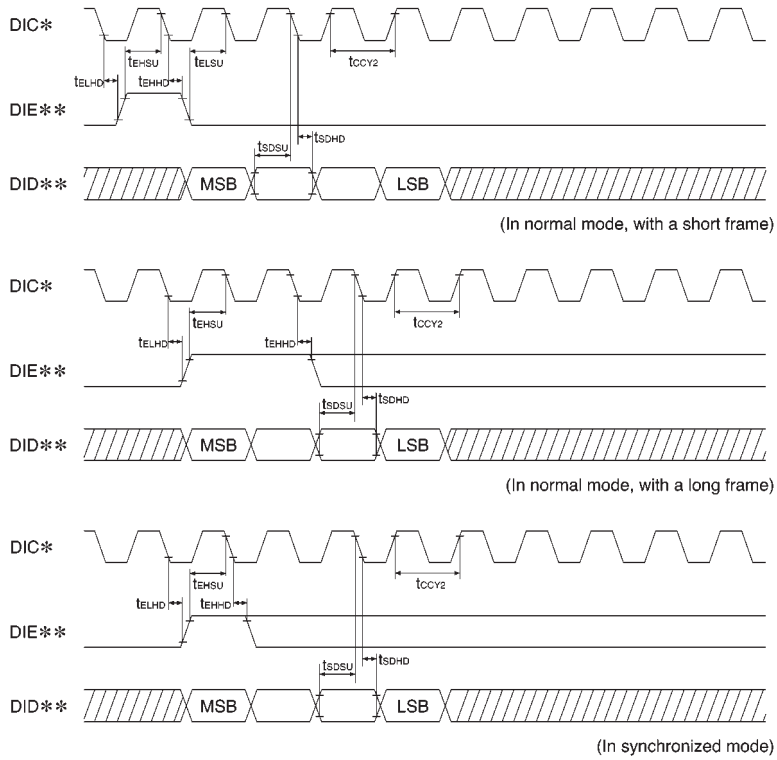 DIC*
tEHSU tELSU tCCY2
tELHD tEHHD
DIE**
tSDSU tSDHD
DID** MSB LSB
(In normal mode, with a short frame)
DIC*
tEHSU tCCY2
tELHD tEHHD
DIE**
tSDSU tSDHD
DID** MSB LSB
(In normal mode, with a long frame)
DIC*
tEHSU tCCY2
tELHD tEHHD
DIE**
tSDSU tSDHD
DID** MSB LSB
(In synchronized mode)